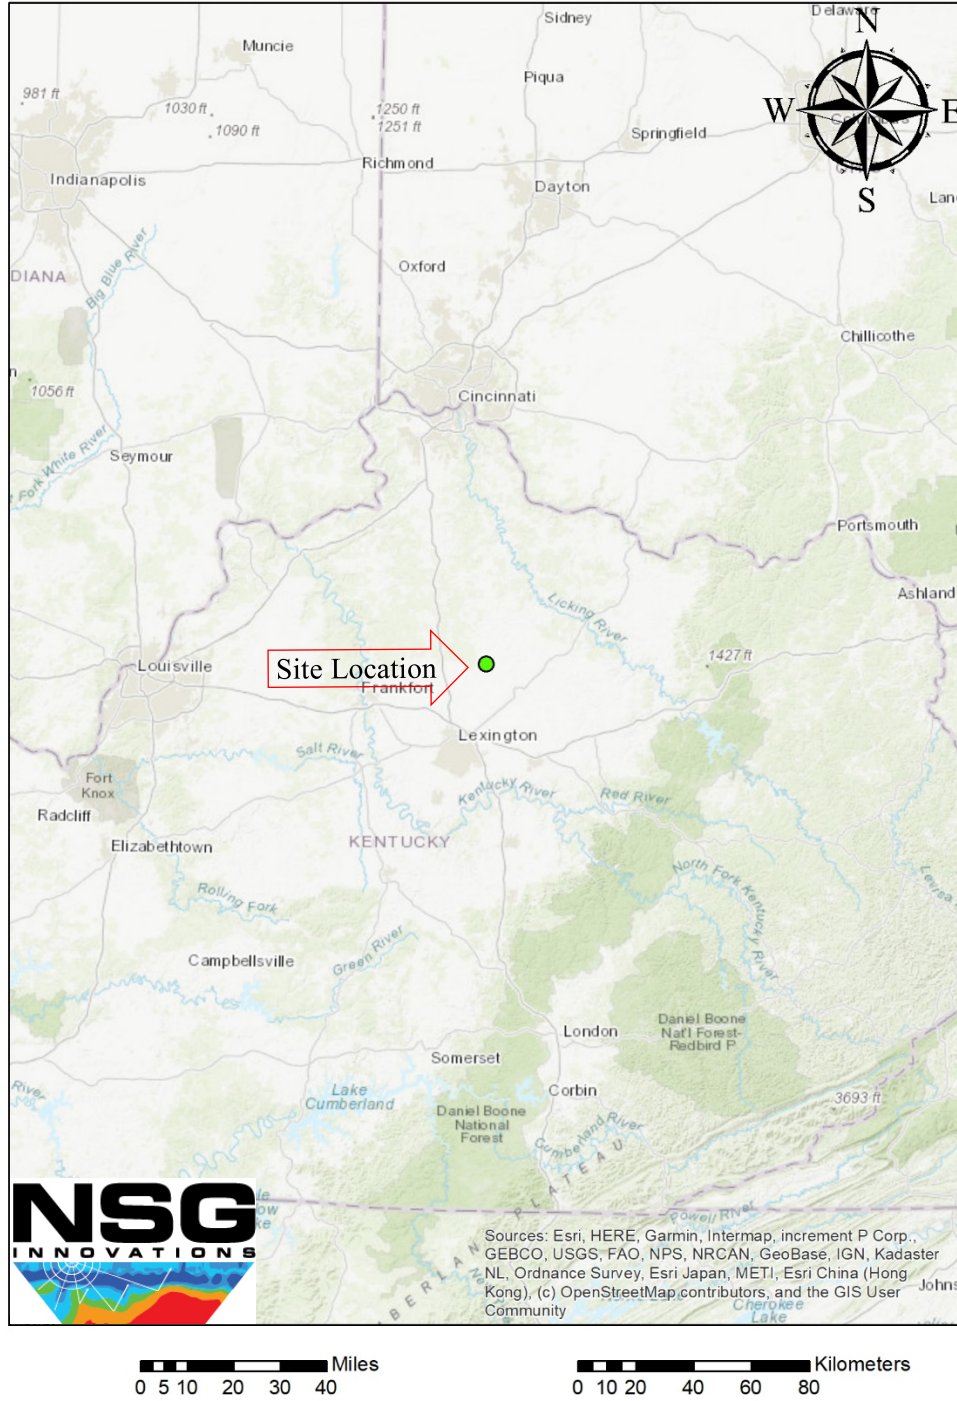 Sidney
Delaware
N
Muncie
Piqua
981 ft
1030 ft
1090 ft
1250 ft
1251 ft
W
E
Columbus
Springfield
Richmond
Indianapolis
Dayton
S
Lan
Big Blue River
Oxford
DIANA
Chillicothe
n
1056 ft
Cincinnati
Fork White River
Seymour
Portsmouth
Ashland
Licking River
1427 ft
Louisville
Site Location
Frankfort
Lexington
Salt River
Fort
Knox
Kentucky River
Red River
Radcliff
KENTUCKY
Elizabethtown
North Fork Kentucky River
Levisa
Rolling Fork
Green River
Campbellsville
Daniel Boone
Nat'l Forest-
Redbird P
London
Somerset
River
Corbin
Lake
Cumberland
3693 ft
Daniel Boone
National
Forest
Cumberland River
PLATEAU
BERLAN
Powell River
NSG
INNOVATIONS
Sources: Esri, HERE, Garmin, Intermap, increment P Corp.,
GEBCO, USGS, FAO, NPS, NRCAN, GeoBase, IGN, Kadaster
NL, Ordnance Survey, Esri Japan, METI, Esri China (Hong
Kong), (c) OpenStreetMap contributors, and the GIS User
Community
Johns
Cherokee
Lake
Miles
0 5 10 20 30 40
Kilometers
0 10 20 40 60 80